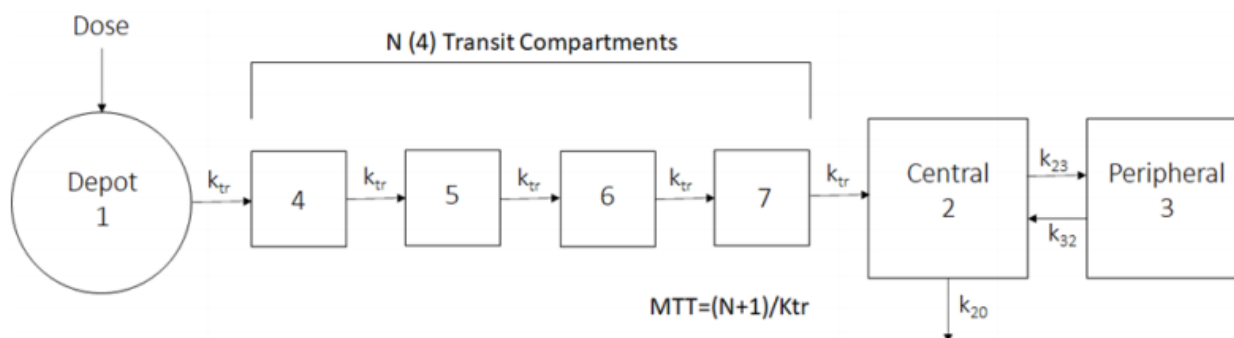 Dose
N (4) Transit Compartments
Depot
1
k_tr
4
k_tr
5
k_tr
6
k_tr
7
k_tr
Central
2
k_23
k_32
Peripheral
3
MTT=(N+1)/Ktr
k_20